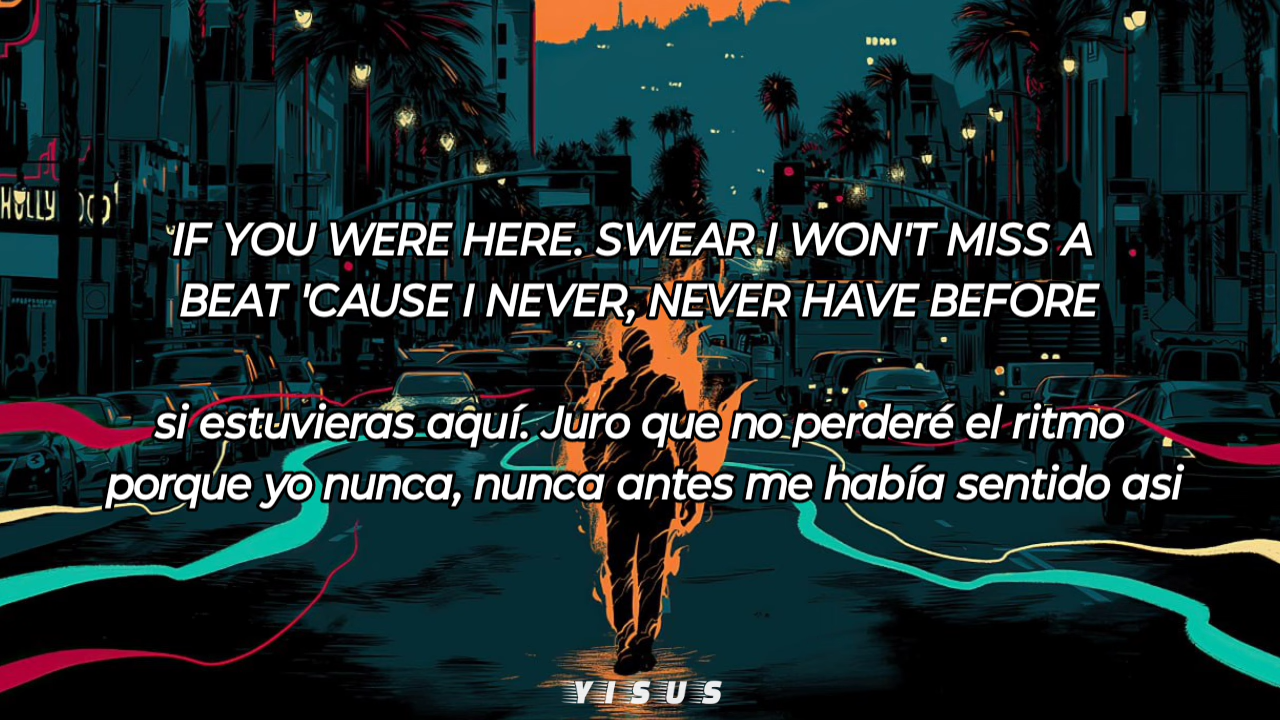 IF YOU WERE HERE. SWEAR I WON'T MISS A
BEAT 'CAUSE I NEVER, NEVER HAVE BEFORE
si estuvieras aquí. Juro que no perderé el ritmo
porque yo nunca, nunca antes me había sentido asi
YISUS